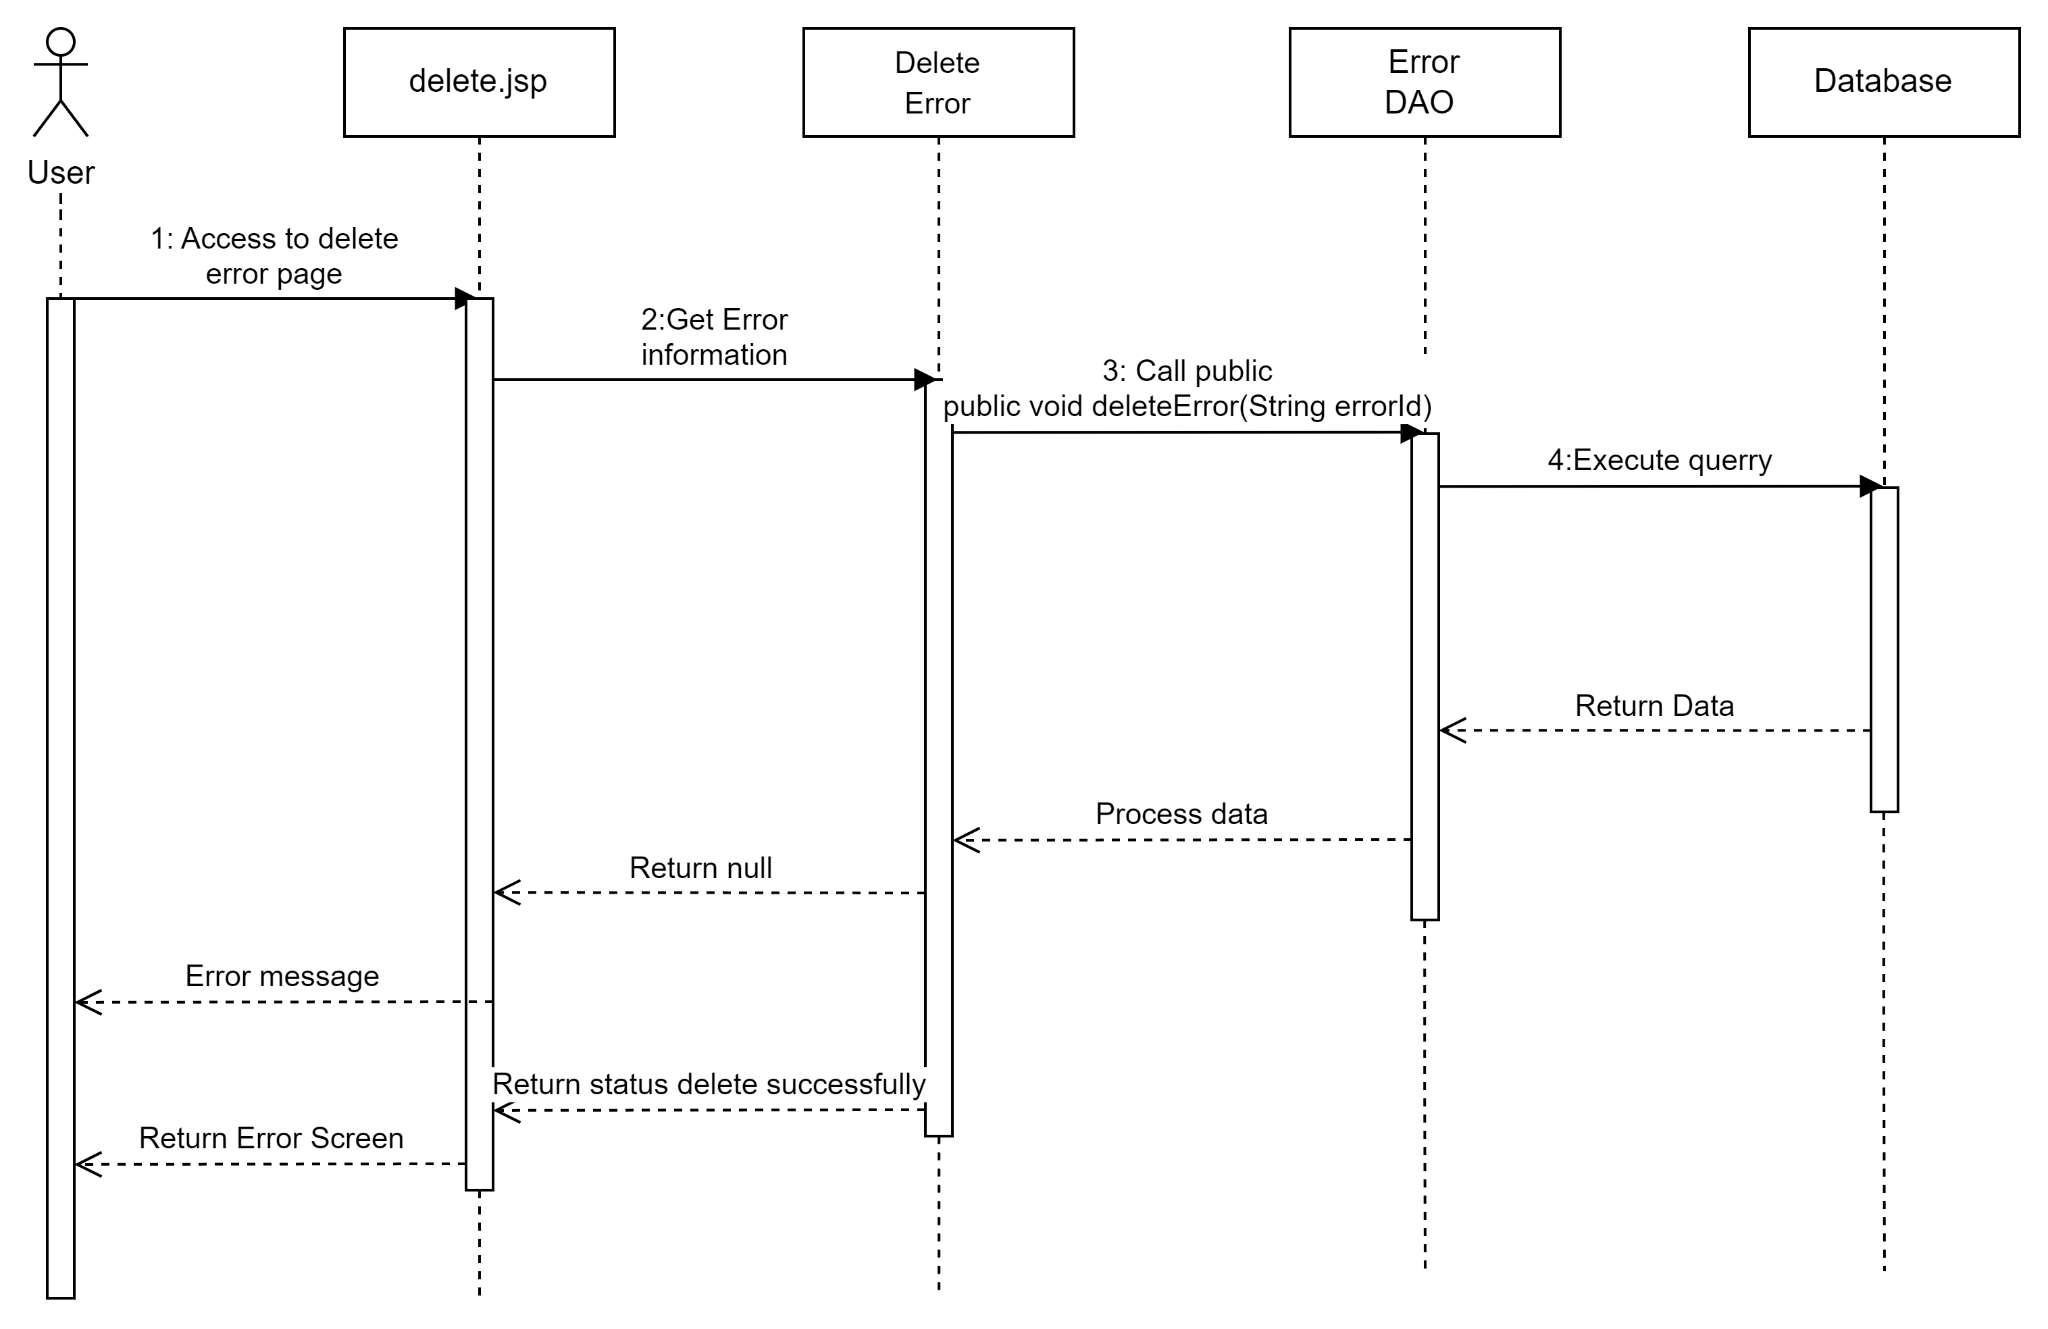 User
delete.jsp
Delete
Error
Error
DAO
Database
1: Access to delete
error page
2:Get Error
information
3: Call public
public void deleteError(String errorId)
4:Execute querry
Return Data
Process data
Return null
Error message
Return status delete successfully
Return Error Screen